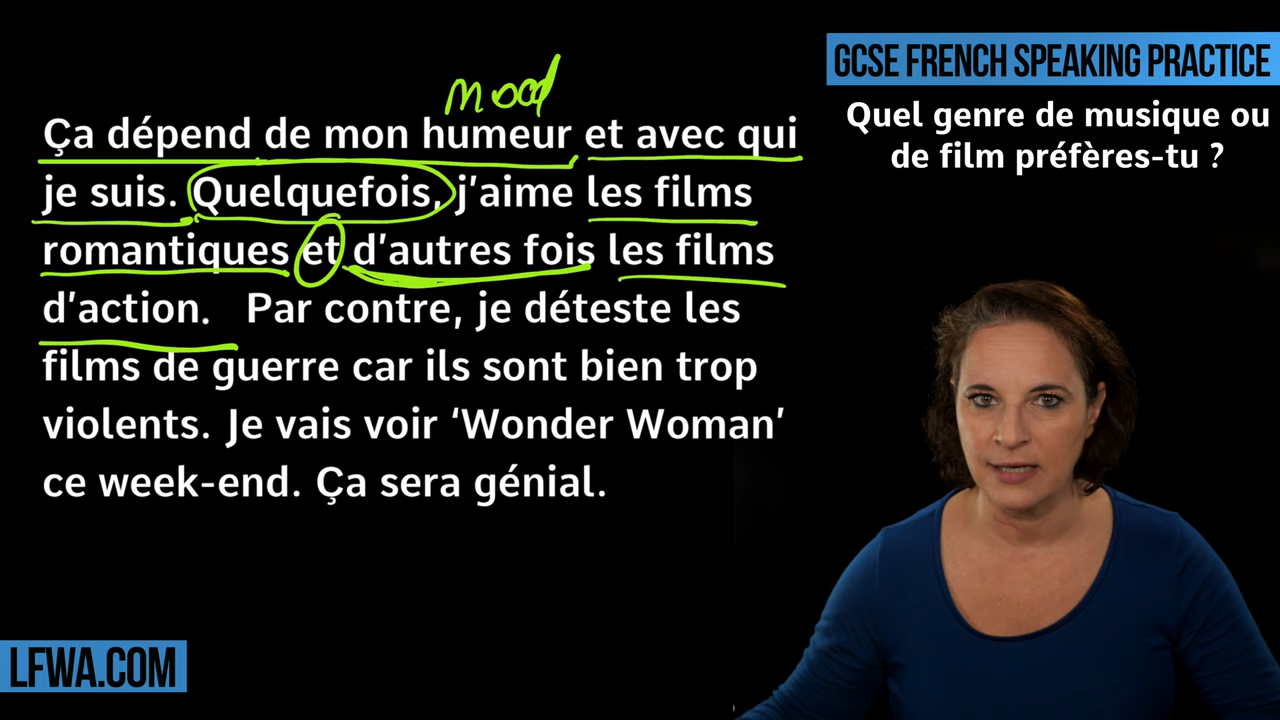 mood
Ça dépend de mon humeur et avec qui
je suis. Quelquefois, j’aime les films
romantiques et d'autres fois les films
d’action. Par contre, je déteste les
films de guerre car ils sont bien trop
violents. Je vais voir ‘Wonder Woman’
ce week-end. Ça sera génial.
GCSE FRENCH SPEAKING PRACTICE
Quel genre de musique ou
de film préfères-tu ?
LFWA.COM